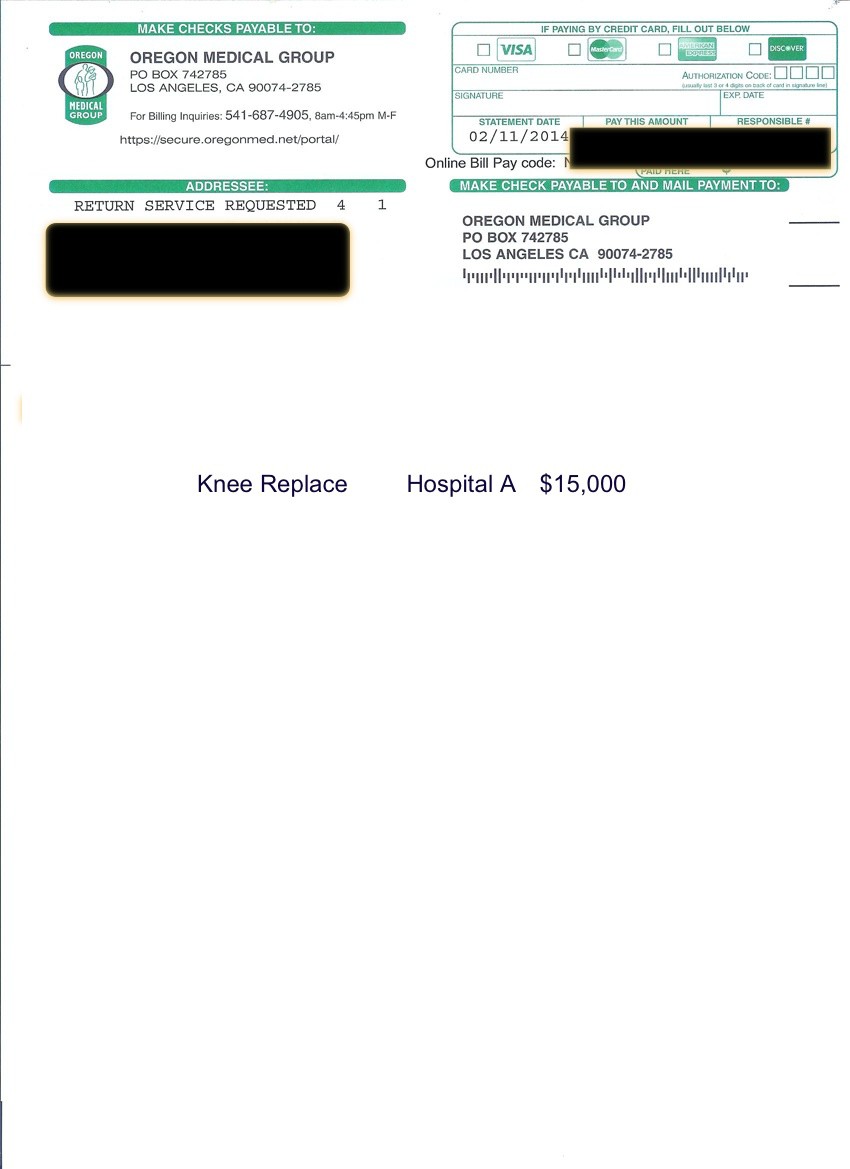 MAKE CHECKS PAYABLE TO:
OREGON
MEDICAL
GROUP
OREGON MEDICAL GROUP
PO BOX 742785
LOS ANGELES, CA 90074-2785
For Billing Inquiries: 541-687-4905, 8am-4:45pm M-F
https://secure.oregonmed.net/portal/
IF PAYING BY CREDIT CARD, FILL OUT BELOW
VISA
MasterCard
AMERICAN EXPRESS
DISCOVER
CARD NUMBER
AUTHORIZATION CODE:
(usually last 3 or 4 digits on back of card in signature line)
SIGNATURE
EXP. DATE
STATEMENT DATE
PAY THIS AMOUNT
RESPONSIBLE #
02/11/2014
Online Bill Pay code:
PAID HERE $
ADDRESSEE:
RETURN SERVICE REQUESTED 4 1
MAKE CHECK PAYABLE TO AND MAIL PAYMENT TO:
OREGON MEDICAL GROUP
PO BOX 742785
LOS ANGELES CA 90074-2785
Knee Replace Hospital A $15,000